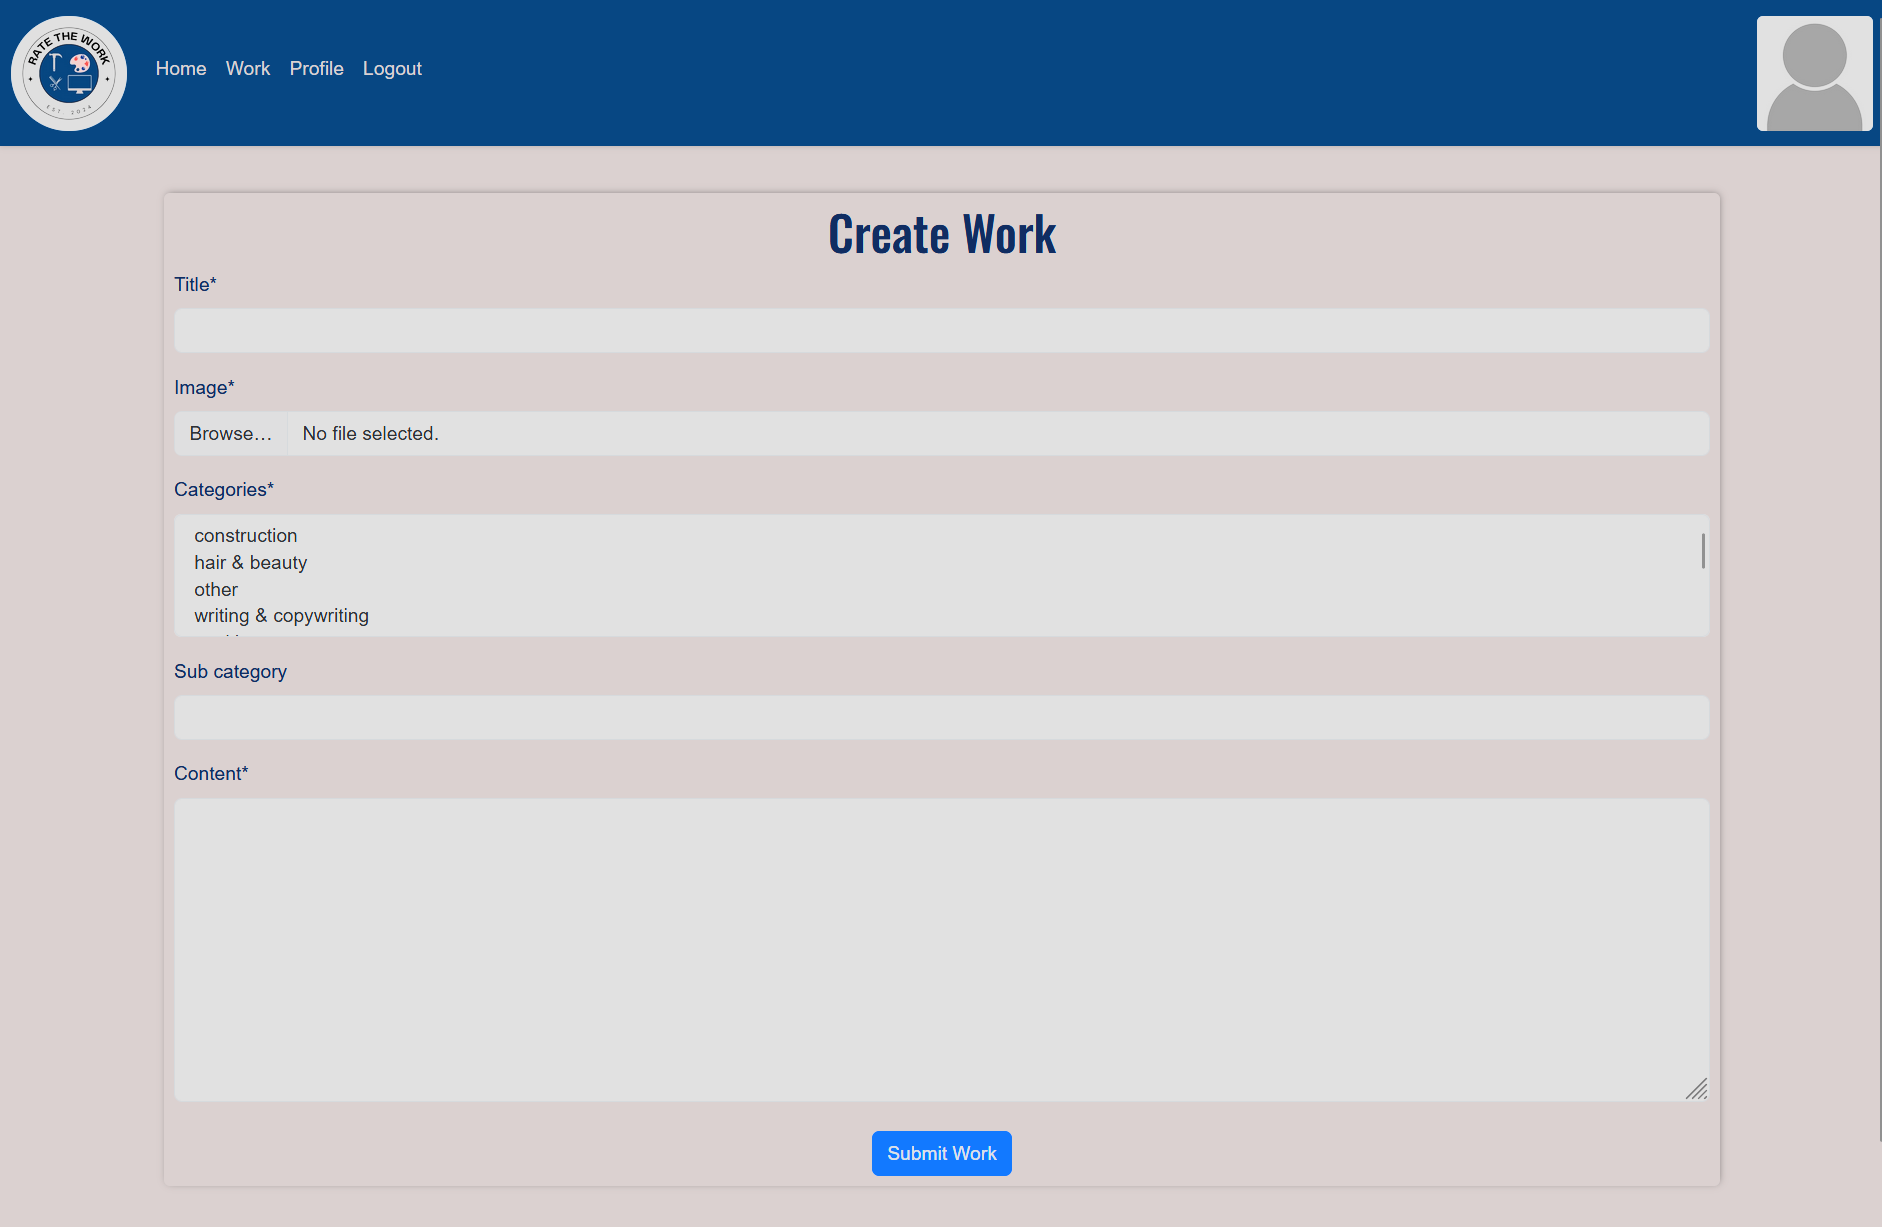 RATE THE WORK
EST 2024
Home Work Profile Logout
Create Work
Title*
Image*
Browse… No file selected.
Categories*
construction
hair & beauty
other
writing & copywriting
Sub category
Content*
Submit Work